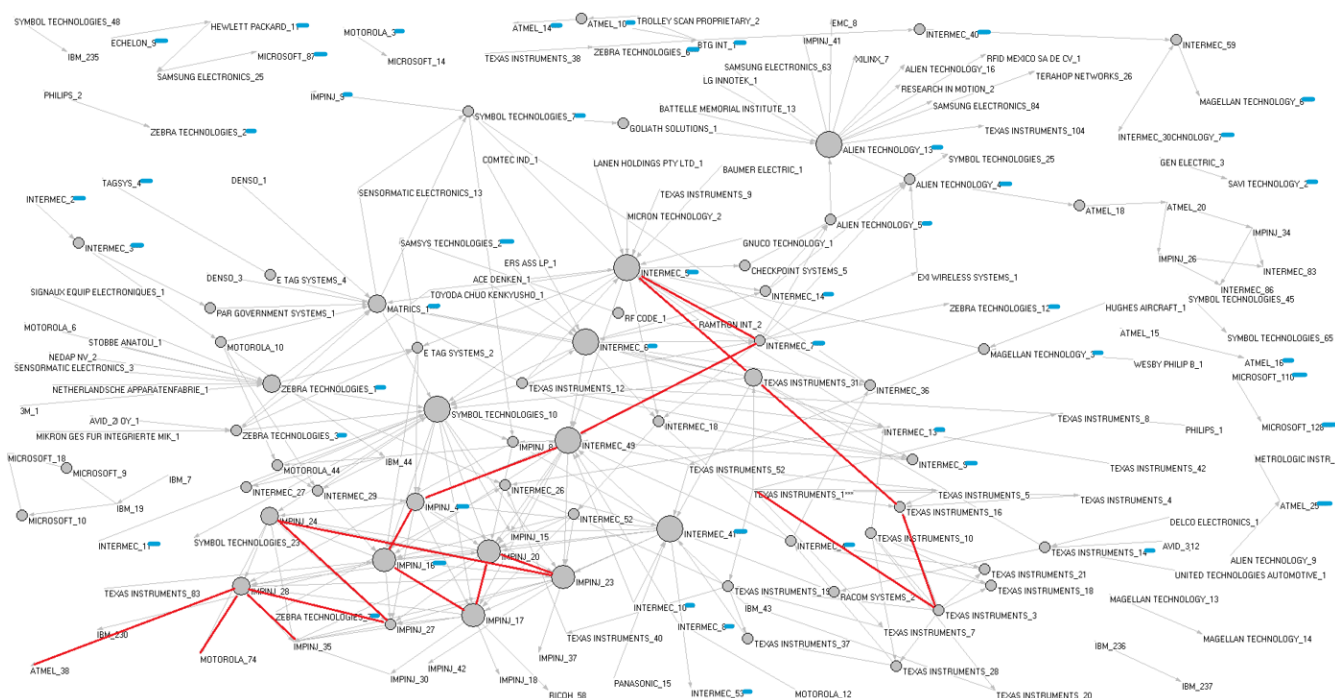 SYMBOL TECHNOLOGIES_48
HEWLETT PACKARD_11
ECHELON_9
IBM_235
MICROSOFT_87
SAMSUNG ELECTRONICS_25
MOTOROLA_3
MICROSOFT_14
ATMEL_14
ATMEL_10
TROLLEY SCAN PROPRIETARY_2
BTG INT_1
ZEBRA TECHNOLOGIES_6
TEXAS INSTRUMENTS_38
EMC_8
IMPINJ_41
INTERMEC_40
INTERMEC_59
SAMSUNG ELECTRONICS_63
XILINX_7
RFID MEXICO SA DE CV_1
ALIEN TECHNOLOGY_16
TERAHOP NETWORKS_26
LG INNOTEK_1
RESEARCH IN MOTION_2
PHILIPS_2
IMPINJ_9
BATTELLE MEMORIAL INSTITUTE_13
SAMSUNG ELECTRONICS_84
MAGELLAN TECHNOLOGY_6
SYMBOL TECHNOLOGIES_7
GOLIATH SOLUTIONS_1
ZEBRA TECHNOLOGIES_2
TEXAS INSTRUMENTS_104
INTERMEC_30CHNOLOGY_7
ALIEN TECHNOLOGY_13
COMTEC IND_1
LANEN HOLDINGS PTY LTD_1
SYMBOL TECHNOLOGIES_25
GEN ELECTRIC_3
BAUMER ELECTRIC_1
TAGSYS_4
DENSO_1
ALIEN TECHNOLOGY_4
SAVI TECHNOLOGY_2
SENSORMATIC ELECTRONICS_13
TEXAS INSTRUMENTS_9
INTERMEC_2
ATMEL_18
ATMEL_20
MICRON TECHNOLOGY_2
ALIEN TECHNOLOGY_5
IMPINJ_34
SAMSYS TECHNOLOGIES_2
GNUCO TECHNOLOGY_1
INTERMEC_3
ERS ASS LP_1
IMPINJ_26
INTERMEC_83
INTERMEC_5
CHECKPOINT SYSTEMS_5
EXI WIRELESS SYSTEMS_1
DENSO_3
E TAG SYSTEMS_4
ACE DENKEN_1
INTERMEC_86
SIGNAUX EQUIP ELECTRONIQUES_1
TOYODA CHUO KENKYUSHO_1
INTERMEC_14
SYMBOL TECHNOLOGIES_45
MATRICS_1
ZEBRA TECHNOLOGIES_12
HUGHES AIRCRAFT_1
PAR GOVERNMENT SYSTEMS_1
RF CODE_1
RAMTRON INT_2
MOTOROLA_6
ATMEL_15
SYMBOL TECHNOLOGIES_65
STOBBE ANATOLI_1
MOTOROLA_10
E TAG SYSTEMS_2
INTERMEC_6
INTERMEC_7
MAGELLAN TECHNOLOGY_3
NEDAP NV_2
SENSORMATIC ELECTRONICS_3
WESBY PHILIP B_1
ATMEL_16
MICROSOFT_110
ZEBRA TECHNOLOGIES_1
TEXAS INSTRUMENTS_12
TEXAS INSTRUMENTS_31
INTERMEC_36
NETHERLANDSCHE APPARATENFABRIE_1
3M_1
SYMBOL TECHNOLOGIES_10
TEXAS INSTRUMENTS_8
MIKRON GES FUR INTEGRIERTE MIK_1
ZEBRA TECHNOLOGIES_3
INTERMEC_18
INTERMEC_13
PHILIPS_1
MICROSOFT_128
IMPINJ_8
INTERMEC_49
MICROSOFT_18
MICROSOFT_9
IBM_7
MOTOROLA_44
IBM_44
TEXAS INSTRUMENTS_52
INTERMEC_9
TEXAS INSTRUMENTS_42
METROLOGIC INSTR_
INTERMEC_27
INTERMEC_29
INTERMEC_26
TEXAS INSTRUMENTS_1***
TEXAS INSTRUMENTS_5
TEXAS INSTRUMENTS_4
IBM_19
IMPINJ_4
ATMEL_29
TEXAS INSTRUMENTS_16
MICROSOFT_10
IMPINJ_24
INTERMEC_52
DELCO ELECTRONICS_1
INTERMEC_11
SYMBOL TECHNOLOGIES_23
IMPINJ_15
INTERMEC_41
TEXAS INSTRUMENTS_10
TEXAS INSTRUMENTS_14
IMPINJ_20
ALIEN TECHNOLOGY_9
IMPINJ_16
TEXAS INSTRUMENTS_21
UNITED TECHNOLOGIES AUTOMOTIVE_1
IMPINJ_23
TEXAS INSTRUMENTS_83
IMPINJ_28
TEXAS INSTRUMENTS_19
RACOM SYSTEMS_2
TEXAS INSTRUMENTS_18
MAGELLAN TECHNOLOGY_13
INTERMEC_10
IBM_43
TEXAS INSTRUMENTS_3
IMPINJ_17
IBM_230
IMPINJ_27
TEXAS INSTRUMENTS_40
INTERMEC_8
TEXAS INSTRUMENTS_37
TEXAS INSTRUMENTS_7
MAGELLAN TECHNOLOGY_14
IMPINJ_35
IBM_236
MOTOROLA_74
IMPINJ_37
ATMEL_38
IMPINJ_42
IMPINJ_30
IMPINJ_18
PANASONIC_15
TEXAS INSTRUMENTS_28
IBM_237
RICOH_58
INTERMEC_53
MOTOROLA_12
TEXAS INSTRUMENTS_20